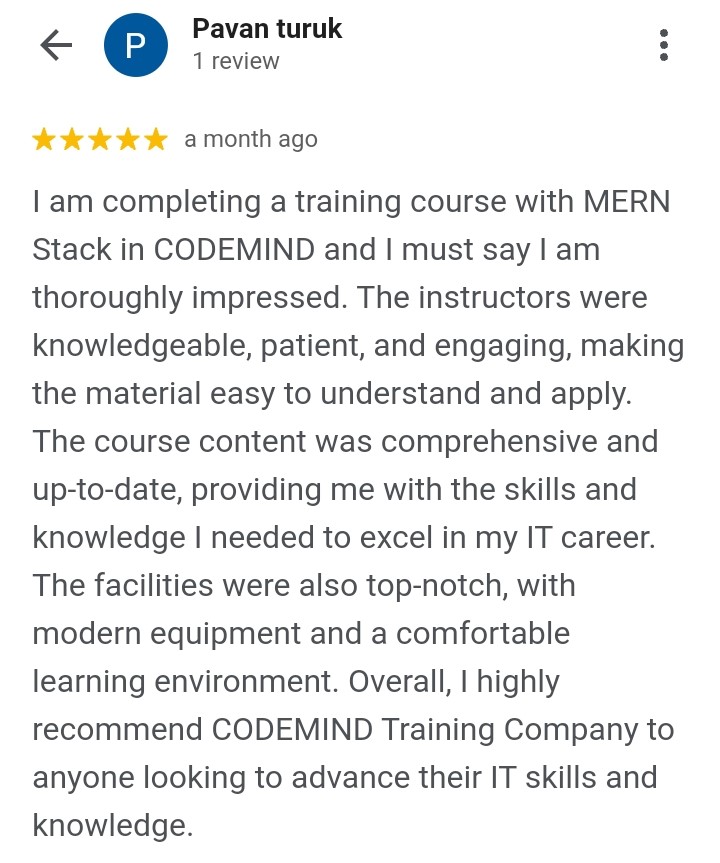 P
Pavan turuk
1 review
a month ago
I am completing a training course with MERN
Stack in CODEMIND and I must say I am
thoroughly impressed. The instructors were
knowledgeable, patient, and engaging, making
the material easy to understand and apply.
The course content was comprehensive and
up-to-date, providing me with the skills and
knowledge I needed to excel in my IT career.
The facilities were also top-notch, with
modern equipment and a comfortable
learning environment. Overall, I highly
recommend CODEMIND Training Company to
anyone looking to advance their IT skills and
knowledge.